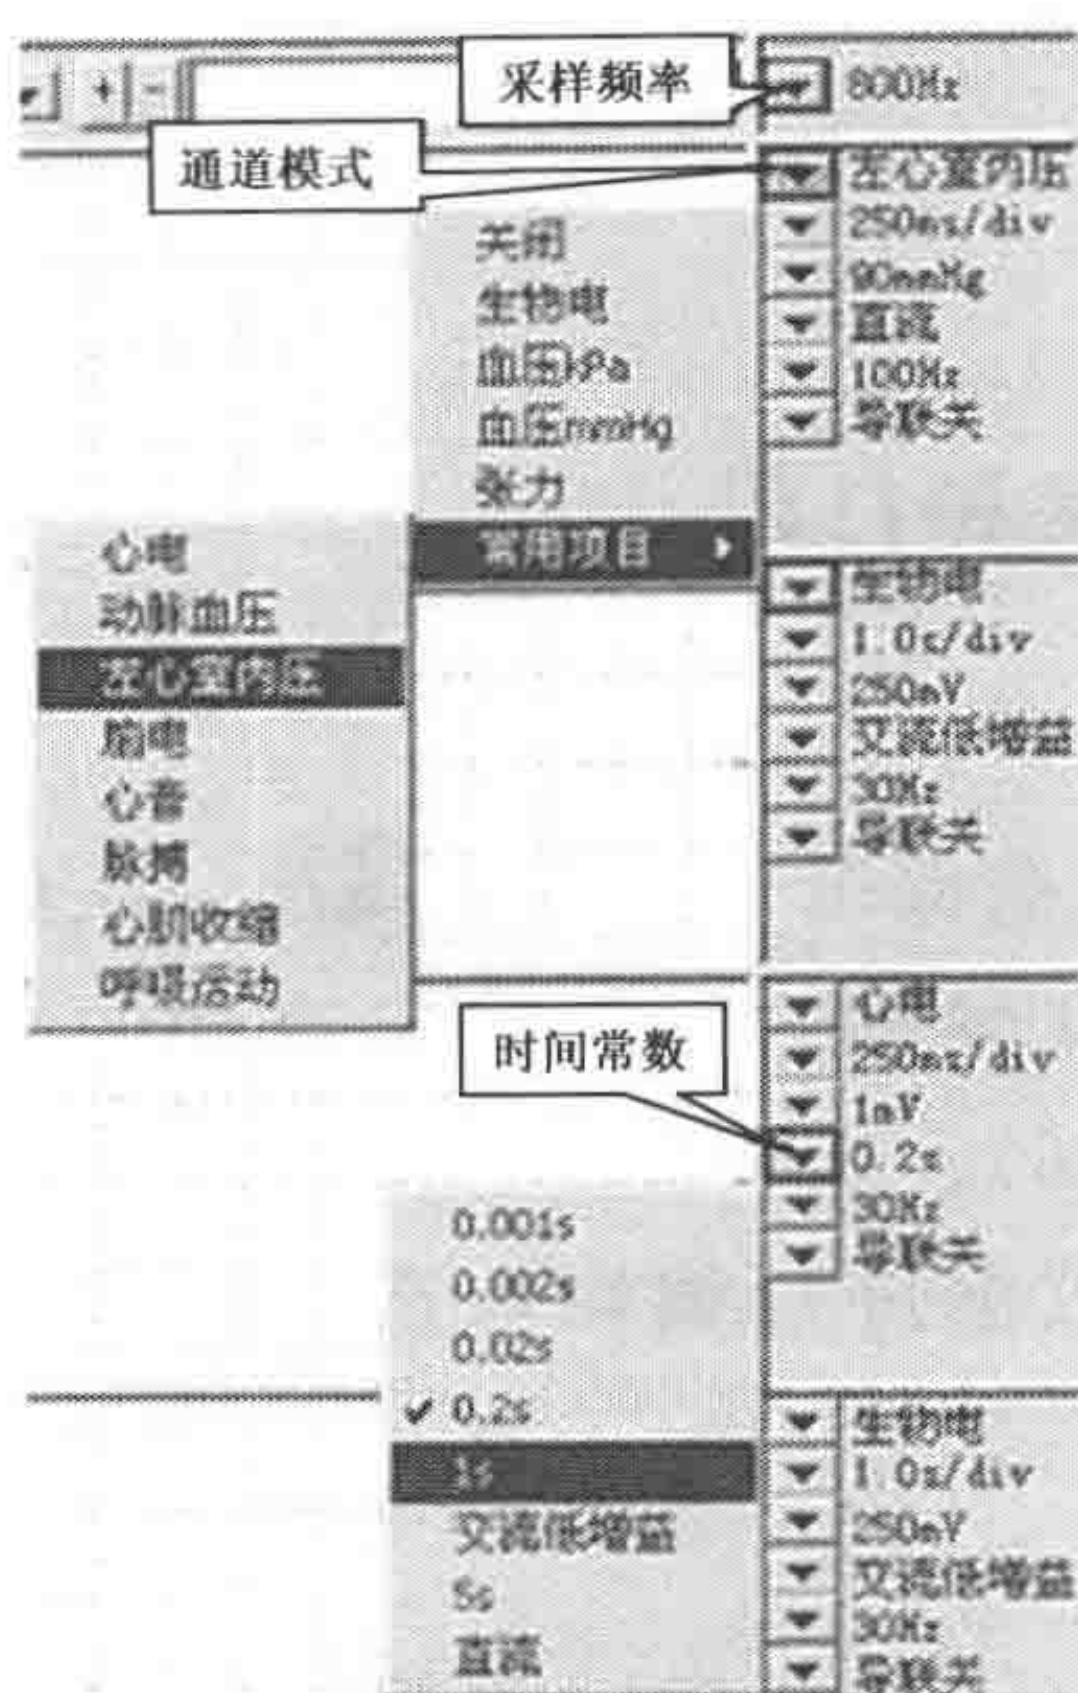 + -
采样频率
800Hz
通道模式
左心室内压
250ms/div
90mmHg
直流
100Hz
导联关
关闭
生物电
血压kPa
血压mmHg
张力
常用项目
心电
动脉血压
左心室内压
脑电
心音
脉搏
心肌收缩
呼吸活动
生物电
1.0s/div
250mV
交流低增益
30Hz
导联关
时间常数
心电
250ms/div
1mV
0.2s
30Hz
导联关
0.001s
0.002s
0.02s
0.2s
1s
交流低增益
5s
直流
生物电
1.0s/div
250mV
交流低增益
30Hz
导联关